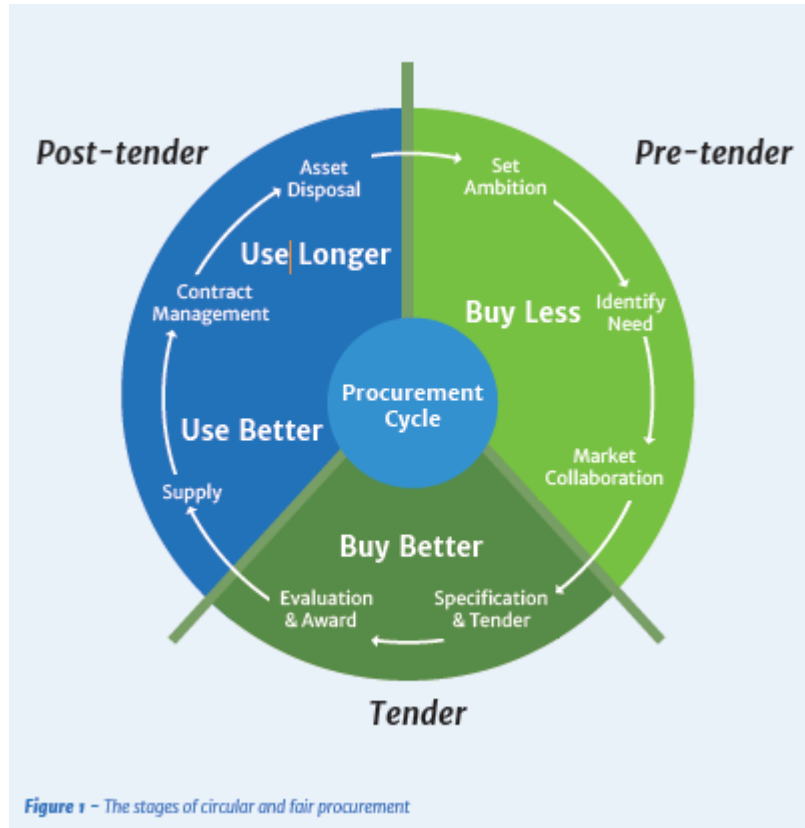 Post-tender
Pre-tender
Asset
Disposal
Set
Ambition
Use Longer
Contract
Management
Buy Less
Identify
Need
Procurement
Cycle
Use Better
Market
Collaboration
Supply
Buy Better
Evaluation
& Award
Specification
& Tender
Tender
Figure 1 – The stages of circular and fair procurement